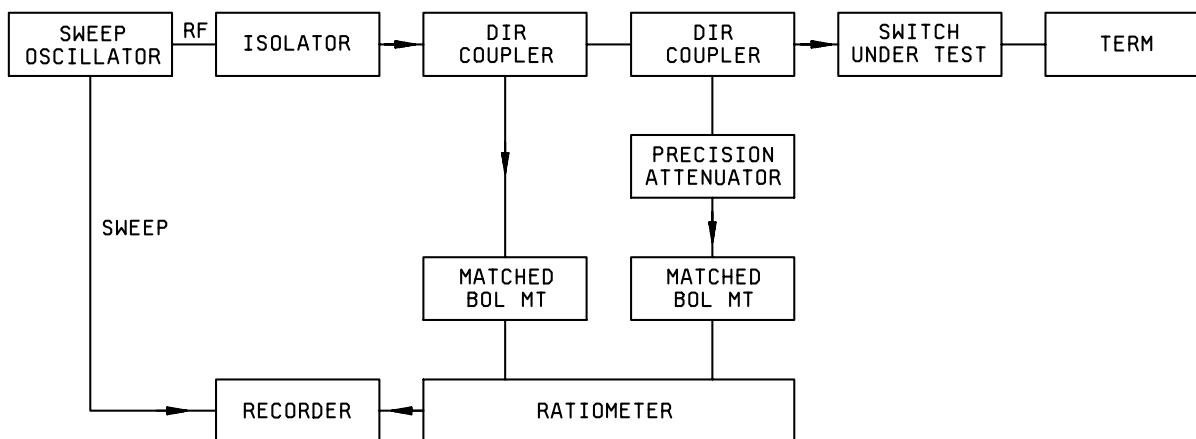 SWEEP
OSCILLATOR
RF
ISOLATOR
DIR
COUPLER
DIR
COUPLER
SWITCH
UNDER TEST
TERM
PRECISION
ATTENUATOR
SWEEP
MATCHED
BOL MT
MATCHED
BOL MT
RECORDER
RATIOMETER